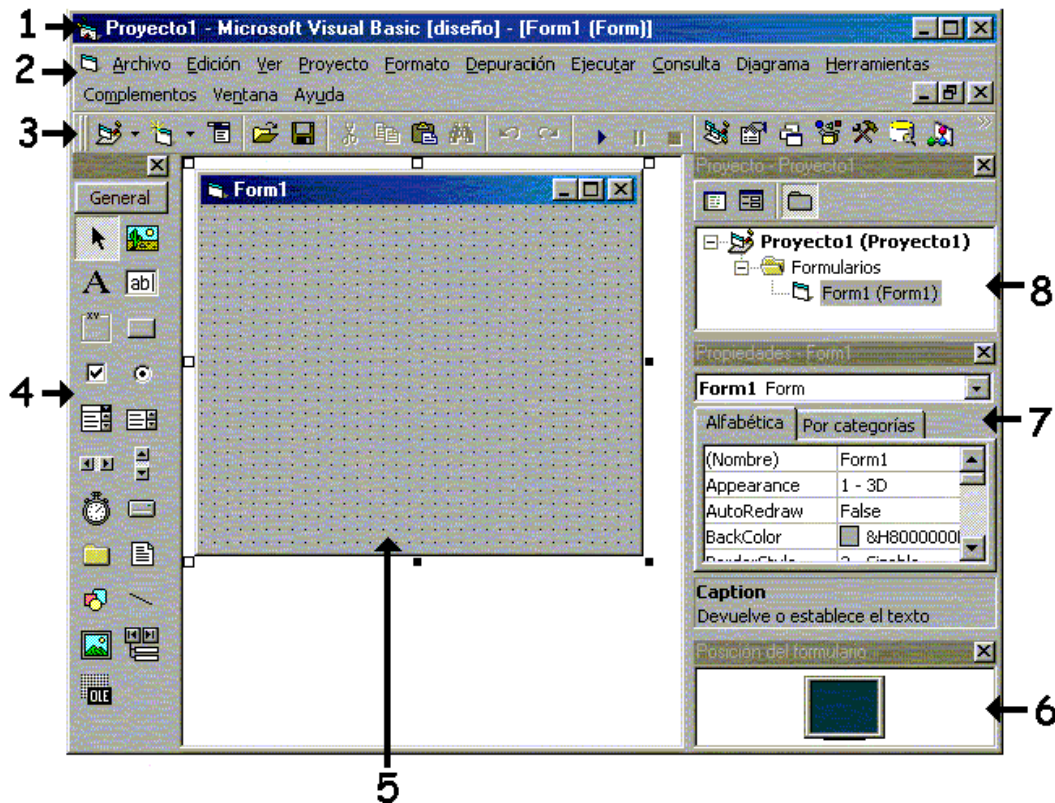 1
Proyecto1 - Microsoft Visual Basic [diseño] - [Form1 (Form)]
2
Archivo Edición Ver Proyecto Formato Depuración Ejecutar Consulta Diagrama Herramientas
Complementos Ventana Ayuda
3
General
A
ab
xy
OLE
4
Form1
5
Proyecto - Proyecto1
Proyecto1 (Proyecto1)
Formularios
Form1 (Form1)
8
Propiedades - Form1
Form1 Form
Alfabética Por categorías
7
(Nombre) Form1
Appearance 1 - 3D
AutoRedraw False
BackColor &H8000000
Caption
Devuelve o establece el texto
Posición del formulario
6